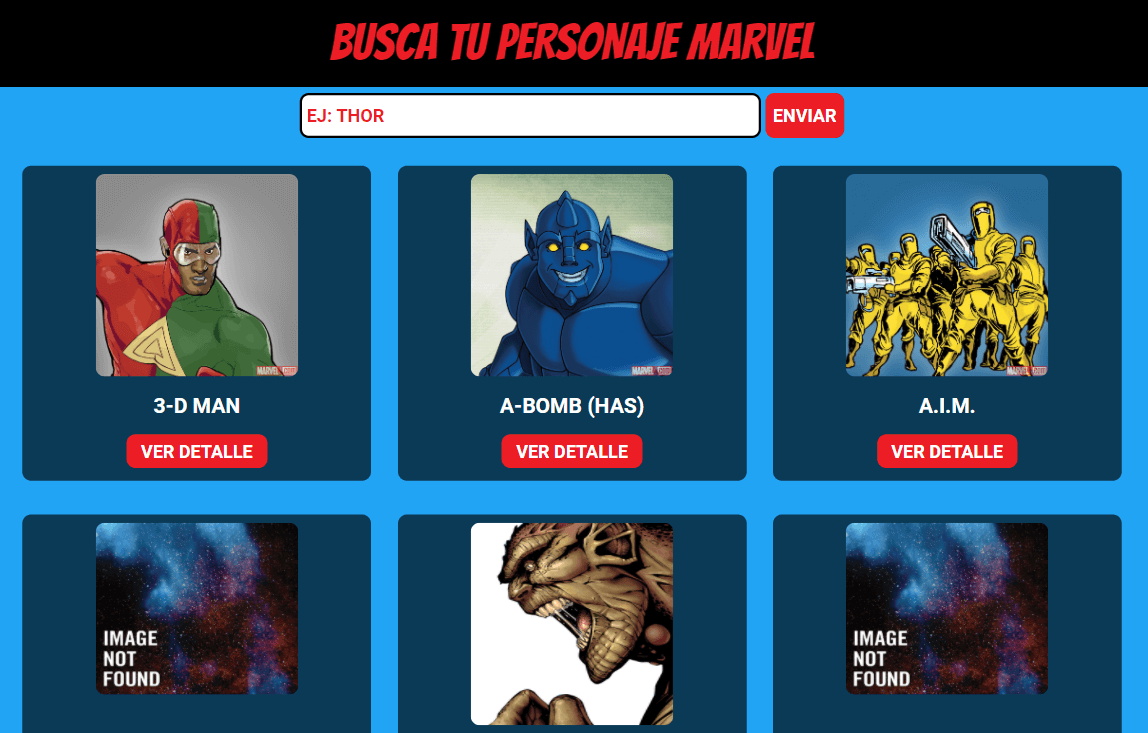 BUSCA TU PERSONAJE MARVEL
EJ: THOR
ENVIAR
MARVEL
MARVEL
MARVEL
3-D MAN
A-BOMB (HAS)
A.I.M.
VER DETALLE
VER DETALLE
VER DETALLE
IMAGE
NOT
FOUND
IMAGE
NOT
FOUND